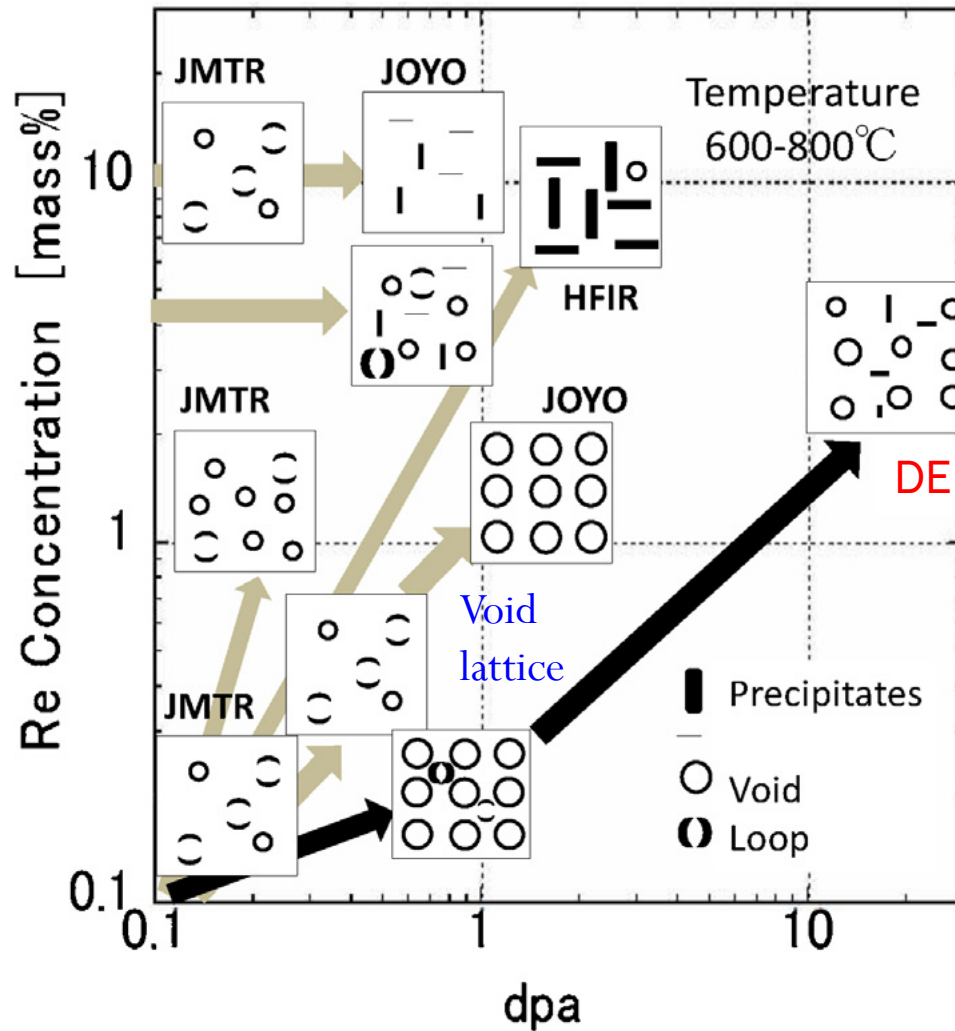 JMTR
JOYO
Temperature
600-800℃
10
HFIR
JMTR
JOYO
DE
1
Void
lattice
JMTR
Precipitates
Void
Loop
0.1
0.1
1
10
dpa
Re Concentration [mass%]